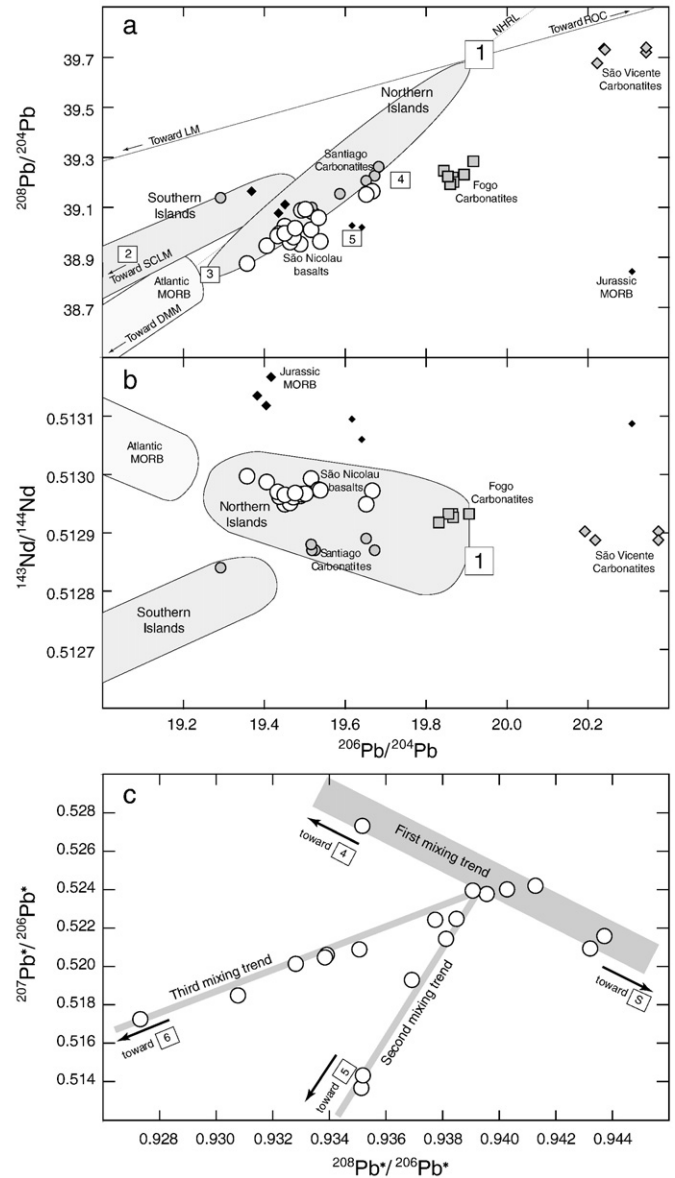 a
NHRL
Toward ROC
39.7
1
São Vicente
Carbonatites
39.5
Northern
Islands
Toward LM
39.3
Santiago
Carbonatites
4
Fogo
Carbonatites
Southern
Islands
39.1
5
2
Toward SCLM
38.9
São Nicolau
basalts
3
Atlantic
MORB
Jurassic
MORB
38.7
Toward DMM
208Pb/204Pb
b
Jurassic
MORB
0.5131
Atlantic
MORB
São Nicolau
basalts
0.5130
Fogo
Carbonatites
Northern
Islands
0.5129
Santiago
Carbonatites
1
São Vicente
Carbonatites
0.5128
Southern
Islands
0.5127
143Nd/144Nd
19.2 19.4 19.6 19.8 20.0 20.2
206Pb/204Pb
c
0.528
0.526
toward 4
First mixing trend
0.524
0.522
0.520
Third mixing trend
Second mixing trend
toward S
0.518
0.516
toward 6
toward 5
0.514
207Pb*/206Pb*
0.928 0.930 0.932 0.934 0.936 0.938 0.940 0.942 0.944
208Pb*/206Pb*